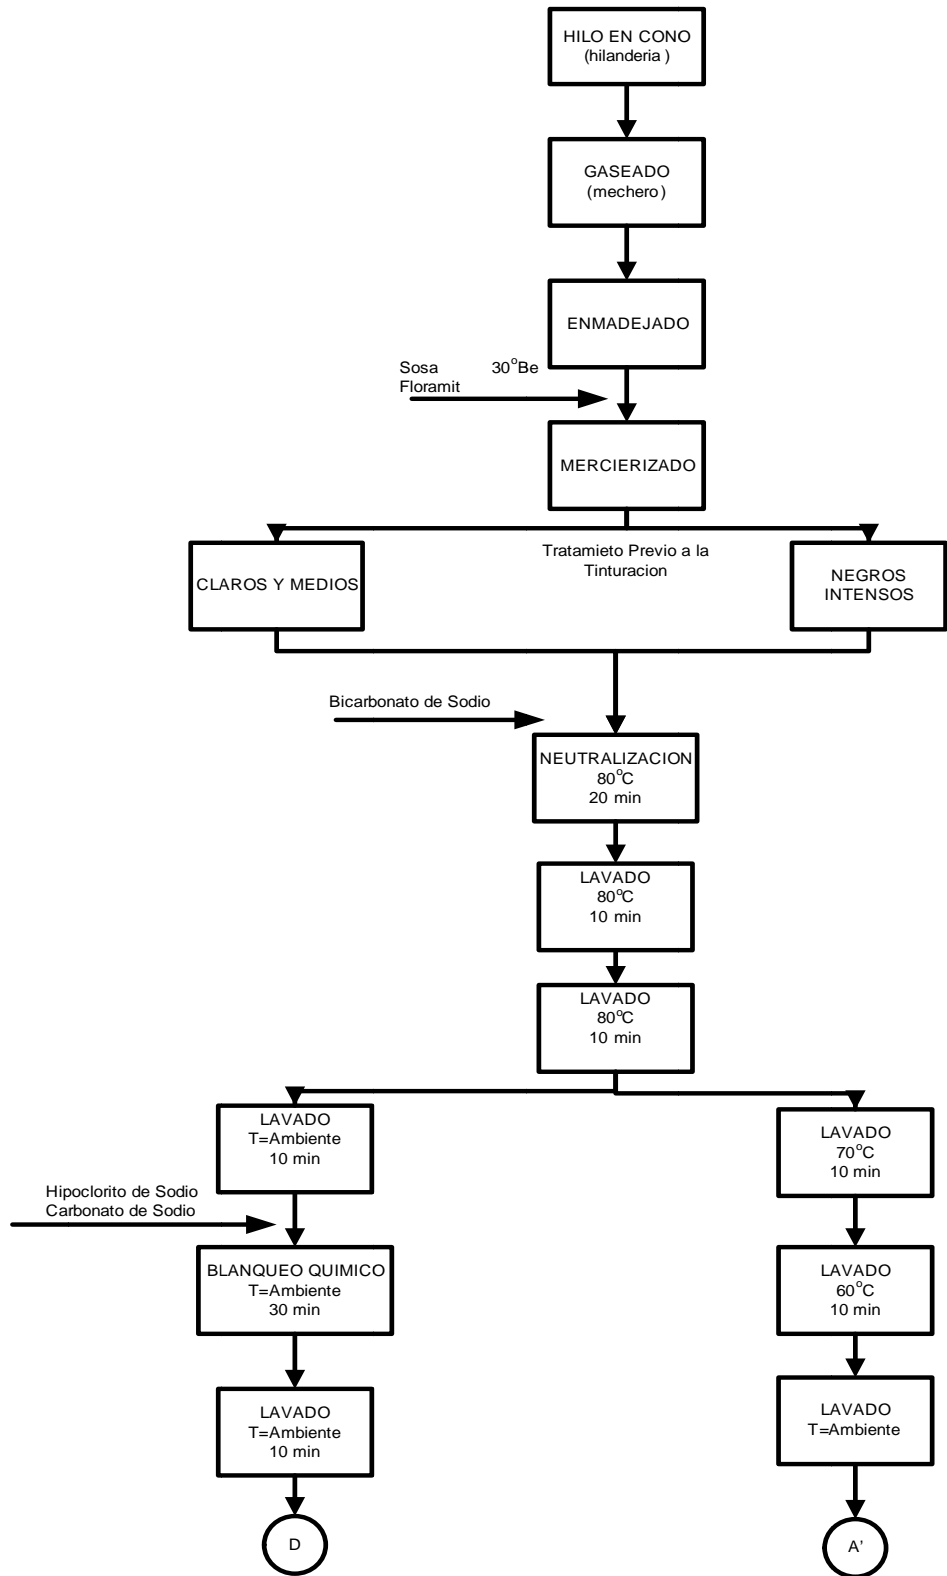 HILO EN CONO
(hilanderia )
GASEADO
(mechero)
ENMADEJADO
Sosa 30°Be
Floramit
MERCIERIZADO
CLAROS Y MEDIOS
Tratamieto Previo a la
Tinturacion
NEGROS
INTENSOS
Bicarbonato de Sodio
NEUTRALIZACION
80°C
20 min
LAVADO
80°C
10 min
LAVADO
80°C
10 min
LAVADO
T=Ambiente
10 min
LAVADO
70°C
10 min
Hipoclorito de Sodio
Carbonato de Sodio
BLANQUEO QUIMICO
T=Ambiente
30 min
LAVADO
60°C
10 min
LAVADO
T=Ambiente
10 min
LAVADO
T=Ambiente
D
A'